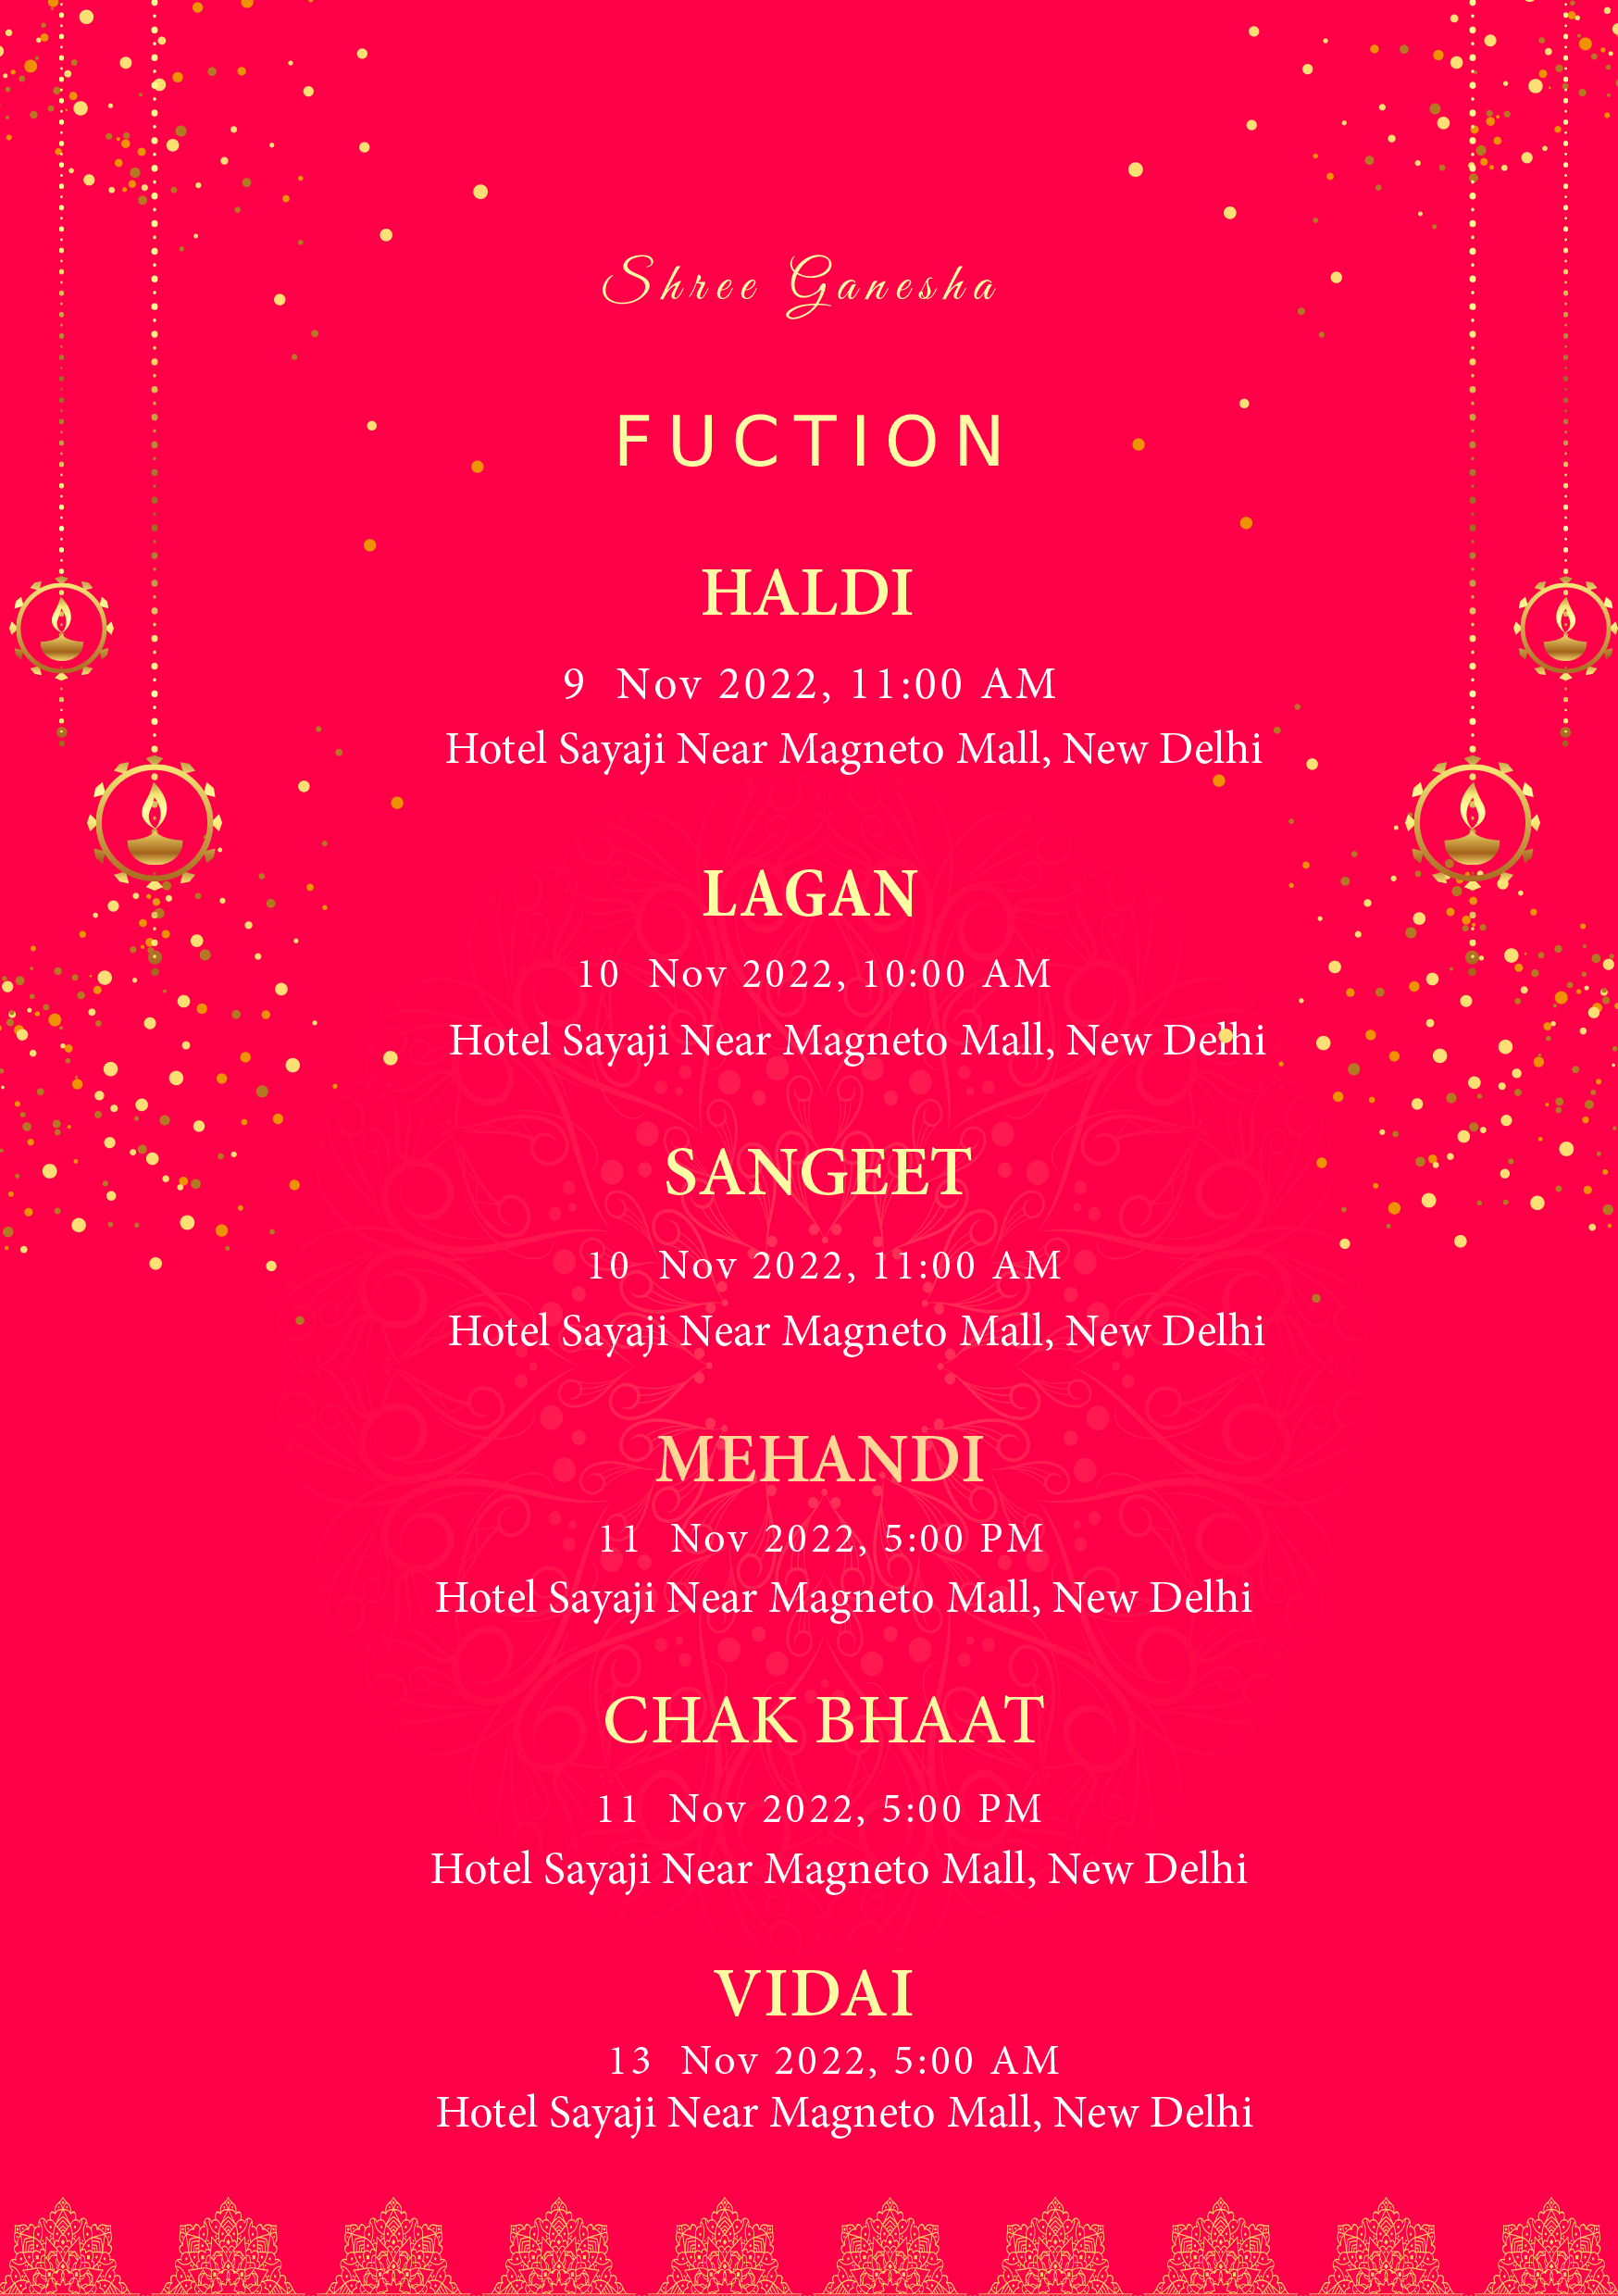 Shree Ganesha
FUCTION
HALDI
9 Nov 2022, 11:00 AM
Hotel Sayaji Near Magneto Mall, New Delhi
LAGAN
10 Nov 2022, 10:00 AM
Hotel Sayaji Near Magneto Mall, New Delhi
SANGEET
10 Nov 2022, 11:00 AM
Hotel Sayaji Near Magneto Mall, New Delhi
MEHANDI
11 Nov 2022, 5:00 PM
Hotel Sayaji Near Magneto Mall, New Delhi
CHAK BHAAT
11 Nov 2022, 5:00 PM
Hotel Sayaji Near Magneto Mall, New Delhi
VIDAI
13 Nov 2022, 5:00 AM
Hotel Sayaji Near Magneto Mall, New Delhi